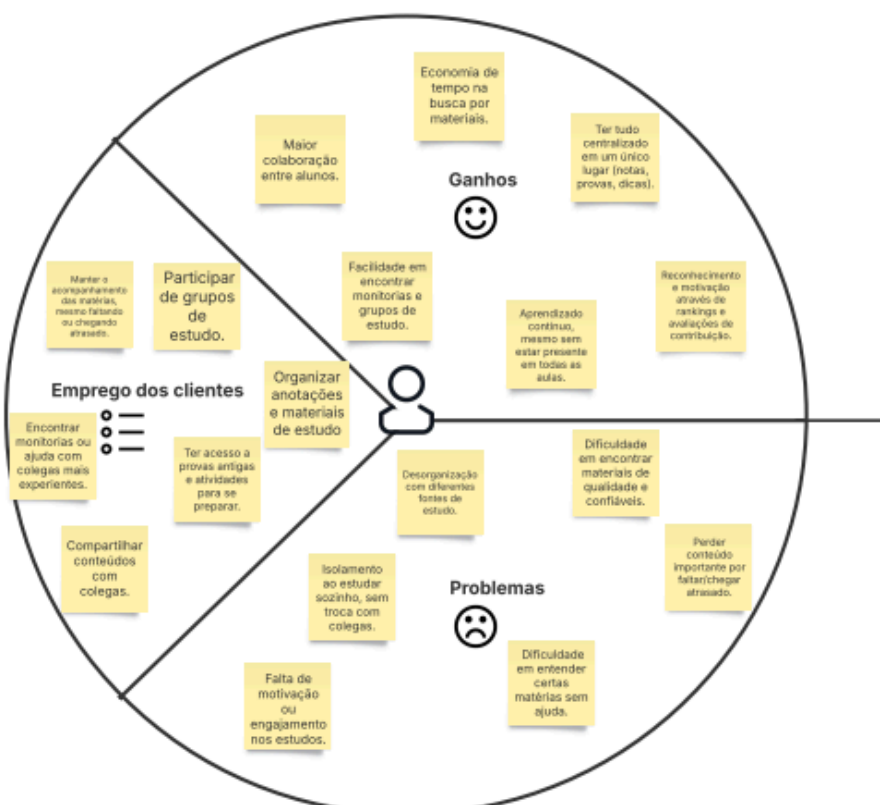 Economia de
tempo na
busca por
materiais.
Maior
colaboração
entre alunos.
Ter tudo
centralizado
em um único
lugar (notas,
provas, dicas).
Ganhos
Facilidade em
encontrar
monitorias e
grupos de
estudo.
Aprendizado
contínuo,
mesmo sem
estar presente
em todas as
aulas.
Reconhecimento
e motivação
através de
rankings e
avaliações de
contribuição.
Manter o
acompanhamento
das matérias,
mesmo faltando
ou chegando
atrasado.
Participar
de grupos
de
estudo.
Emprego dos clientes
Organizar
anotações
e materiais
de estudo
Encontrar
monitorias ou
ajuda com
colegas mais
experientes.
Ter acesso a
provas antigas
e atividades
para se
preparar.
Compartilhar
conteúdos
com
colegas.
Desorganização
com diferentes
fontes de
estudo.
Dificuldade
em encontrar
materiais de
qualidade e
confiáveis.
Isolamento
ao estudar
sozinho, sem
troca com
colegas.
Problemas
Perder
conteúdo
importante por
faltar/chegar
atrasado.
Falta de
motivação
ou
engajamento
nos estudos.
Dificuldade
em entender
certas
matérias sem
ajuda.